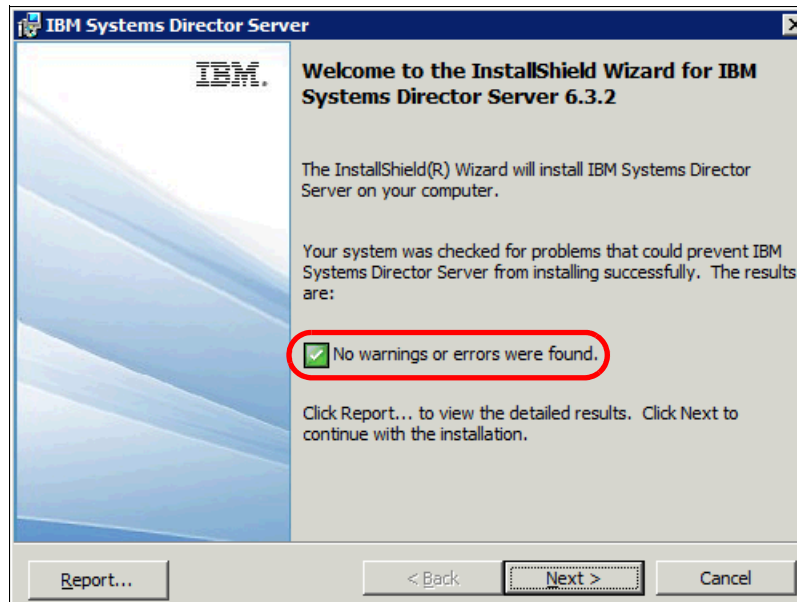 IBM Systems Director Server
IBM.
Welcome to the InstallShield Wizard for IBM
Systems Director Server 6.3.2
The InstallShield(R) Wizard will install IBM Systems Director
Server on your computer.
Your system was checked for problems that could prevent IBM
Systems Director Server from installing successfully. The results
are:
No warnings or errors were found.
Click Report... to view the detailed results. Click Next to
continue with the installation.
Report...
< Back
Next >
Cancel